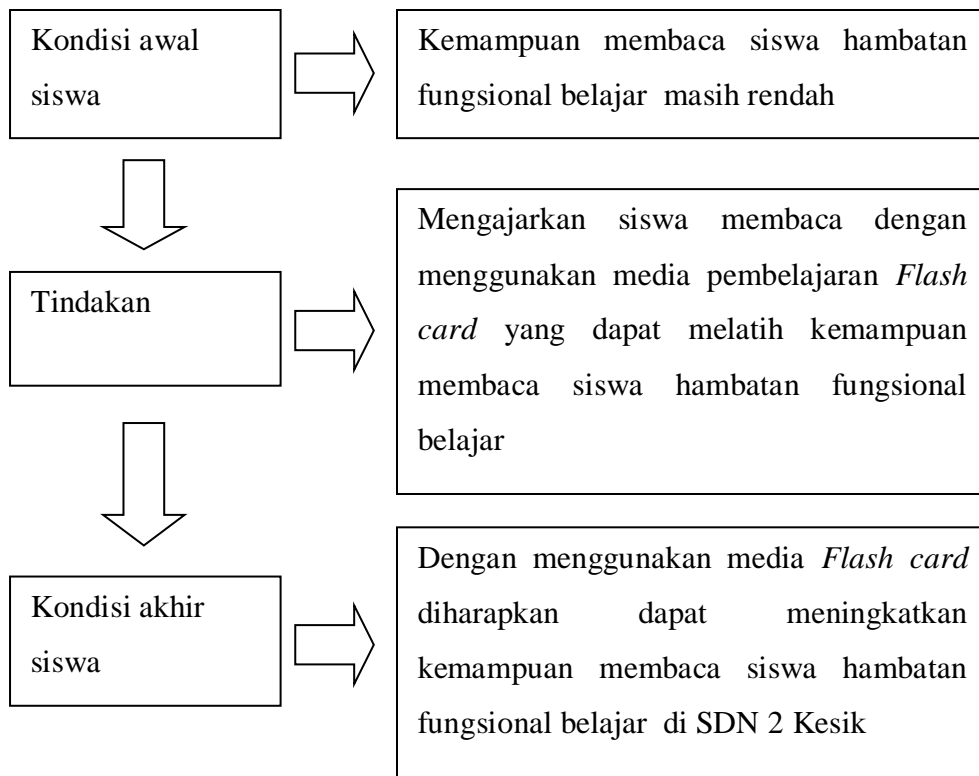 Kondisi awal
siswa
Kemampuan membaca siswa hambatan
fungsional belajar masih rendah
Tindakan
Mengajarkan siswa membaca dengan
menggunakan media pembelajaran Flash
card yang dapat melatih kemampuan
membaca siswa hambatan fungsional
belajar
Kondisi akhir
siswa
Dengan menggunakan media Flash card
diharapkan dapat meningkatkan
kemampuan membaca siswa hambatan
fungsional belajar di SDN 2 Kesik